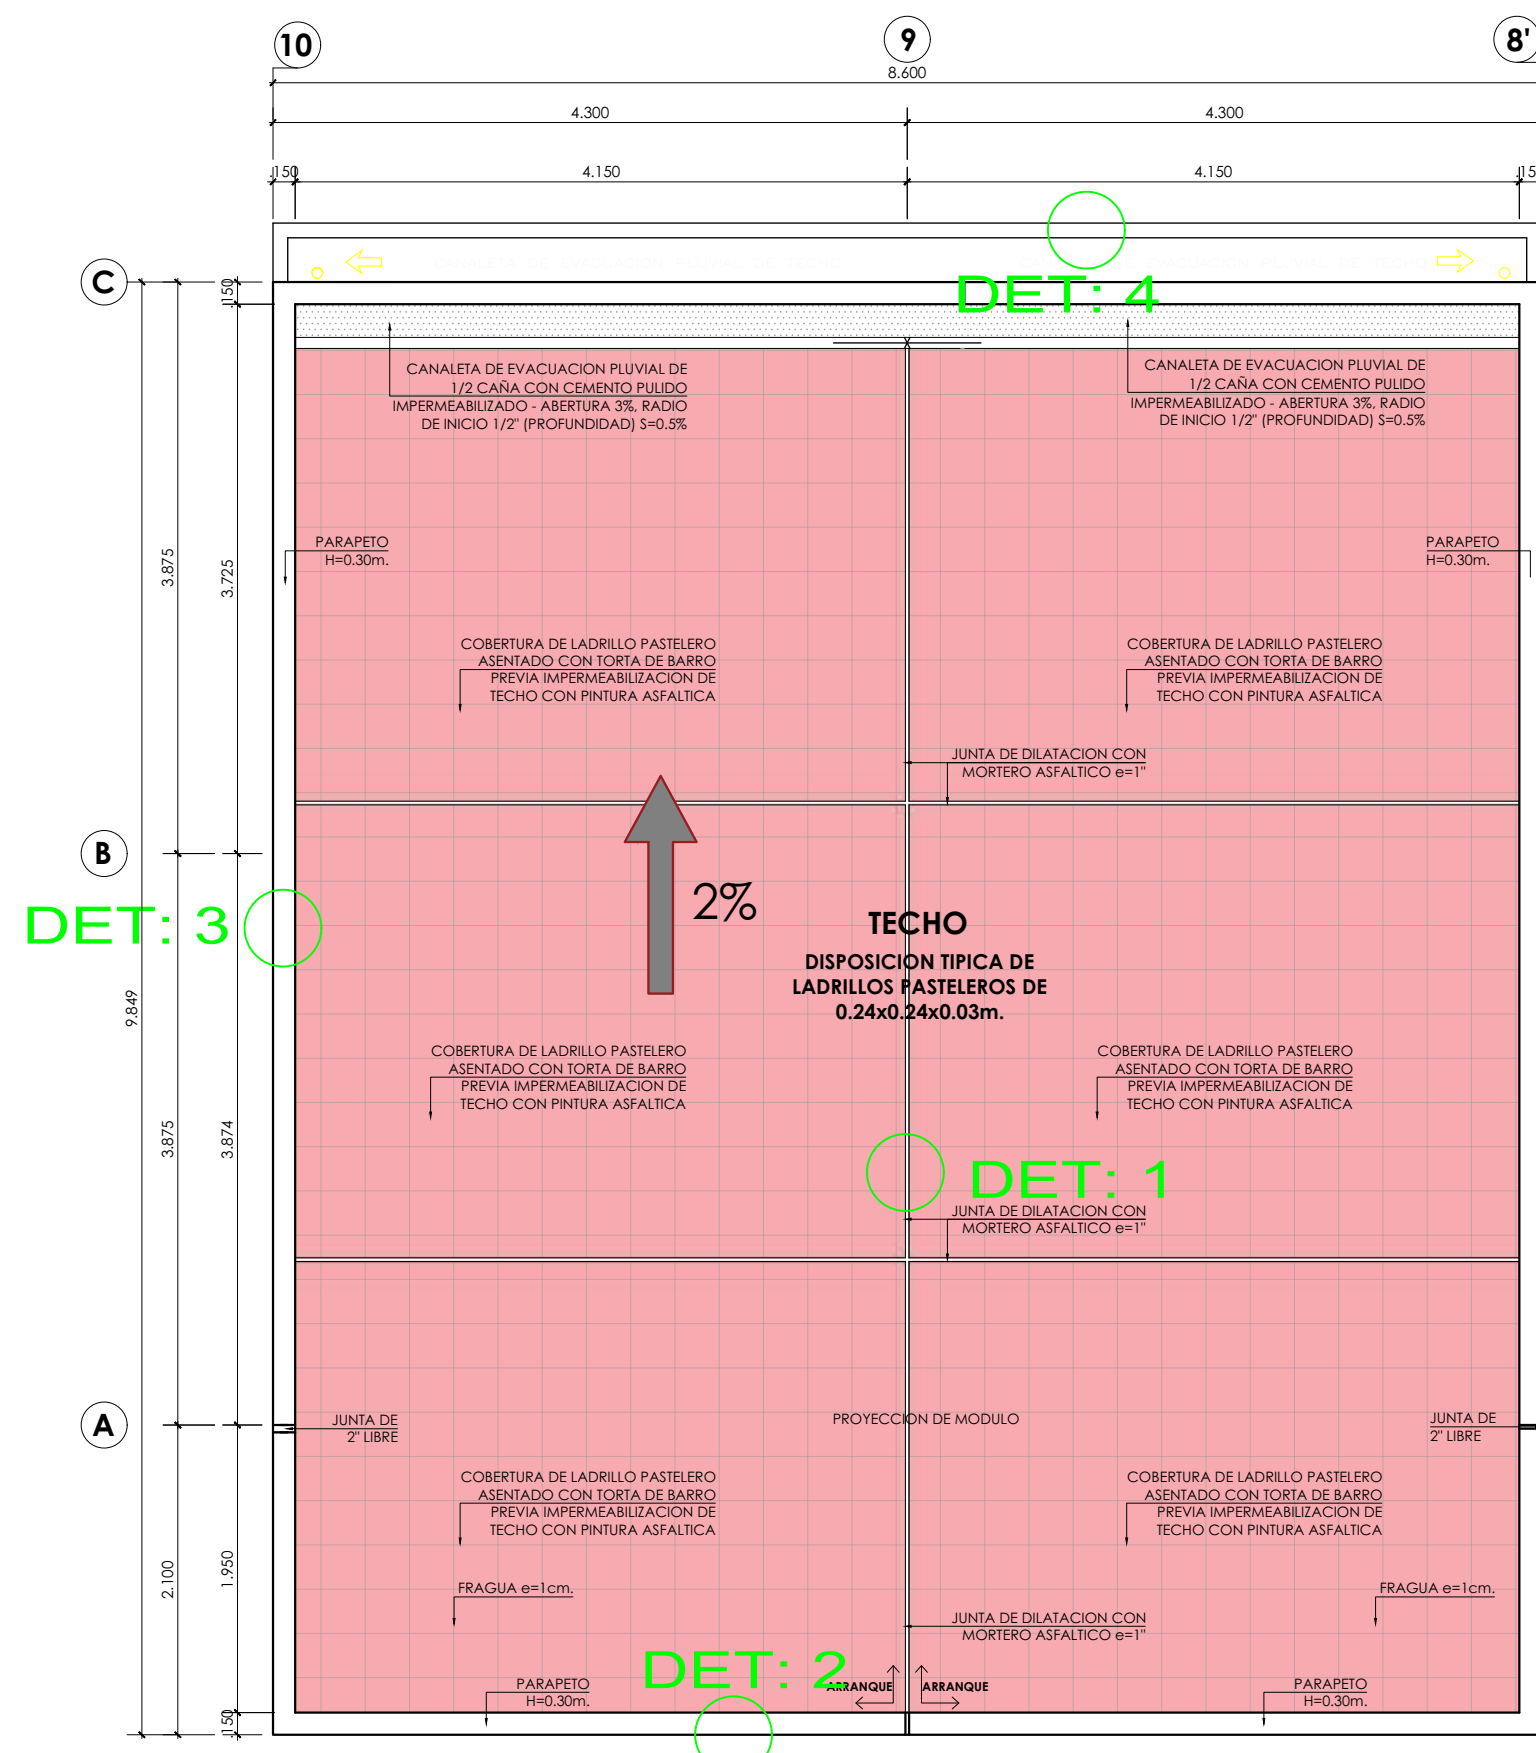 10
9
8'
8.600
4.300
4.300
.150
4.150
4.150
.15
CANALETA DE EVACUACION PLUVIAL DE TECHO
C
.150
DET: 4
CANALETA DE EVACUACION PLUVIAL DE
1/2 CAÑA CON CEMENTO PULIDO
IMPERMEABILIZADO - ABERTURA 3%, RADIO
DE INICIO 1/2" (PROFUNDIDAD) S=0.5%
CANALETA DE EVACUACION PLUVIAL DE
1/2 CAÑA CON CEMENTO PULIDO
IMPERMEABILIZADO - ABERTURA 3%, RADIO
DE INICIO 1/2" (PROFUNDIDAD) S=0.5%
PARAPETO
H=0.30m.
PARAPETO
H=0.30m.
3.875
3.725
COBERTURA DE LADRILLO PASTELERO
ASENTADO CON TORTA DE BARRO
PREVIA IMPERMEABILIZACION DE
TECHO CON PINTURA ASFALTICA
COBERTURA DE LADRILLO PASTELERO
ASENTADO CON TORTA DE BARRO
PREVIA IMPERMEABILIZACION DE
TECHO CON PINTURA ASFALTICA
JUNTA DE DILATACION CON
MORTERO ASFALTICO e=1"
B
2%
DET: 3
TECHO
DISPOSICION TIPICA DE
LADRILLOS PASTELEROS DE
0.24x0.24x0.03m.
9.849
COBERTURA DE LADRILLO PASTELERO
ASENTADO CON TORTA DE BARRO
PREVIA IMPERMEABILIZACION DE
TECHO CON PINTURA ASFALTICA
COBERTURA DE LADRILLO PASTELERO
ASENTADO CON TORTA DE BARRO
PREVIA IMPERMEABILIZACION DE
TECHO CON PINTURA ASFALTICA
3.875
3.874
DET: 1
JUNTA DE DILATACION CON
MORTERO ASFALTICO e=1"
A
JUNTA DE
2" LIBRE
PROYECCION DE MODULO
JUNTA DE
2" LIBRE
COBERTURA DE LADRILLO PASTELERO
ASENTADO CON TORTA DE BARRO
PREVIA IMPERMEABILIZACION DE
TECHO CON PINTURA ASFALTICA
COBERTURA DE LADRILLO PASTELERO
ASENTADO CON TORTA DE BARRO
PREVIA IMPERMEABILIZACION DE
TECHO CON PINTURA ASFALTICA
2.100
1.950
FRAGUA e=1cm.
FRAGUA e=1cm.
JUNTA DE DILATACION CON
MORTERO ASFALTICO e=1"
DET: 2
ARRANQUE
ARRANQUE
PARAPETO
H=0.30m.
PARAPETO
H=0.30m.
.150